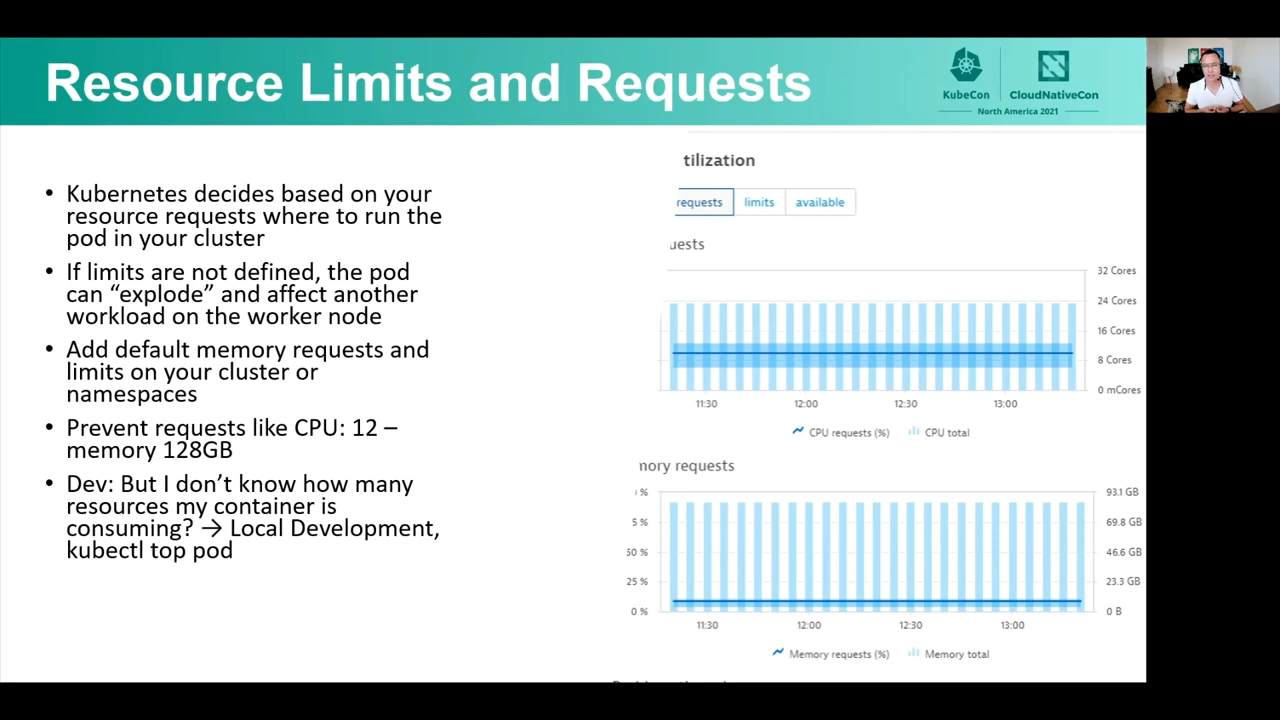 Resource Limits and Requests
KubeCon
CloudNativeCon
North America 2021
• Kubernetes decides based on your
resource requests where to run the
pod in your cluster
• If limits are not defined, the pod
can “explode” and affect another
workload on the worker node
• Add default memory requests and
limits on your cluster or
namespaces
• Prevent requests like CPU: 12 –
memory 128GB
• Dev: But I don’t know how many
resources my container is
consuming? → Local Development,
kubectl top pod
tilization
requests limits available
uests
32 Cores
24 Cores
16 Cores
8 Cores
0 mCores
11:30 12:00 12:30 13:00
CPU requests (%) CPU total
nory requests
% 93.1 GB
5 % 69.8 GB
50 % 46.6 GB
25 % 23.3 GB
0 % 0 B
11:30 12:00 12:30 13:00
Memory requests (%) Memory total